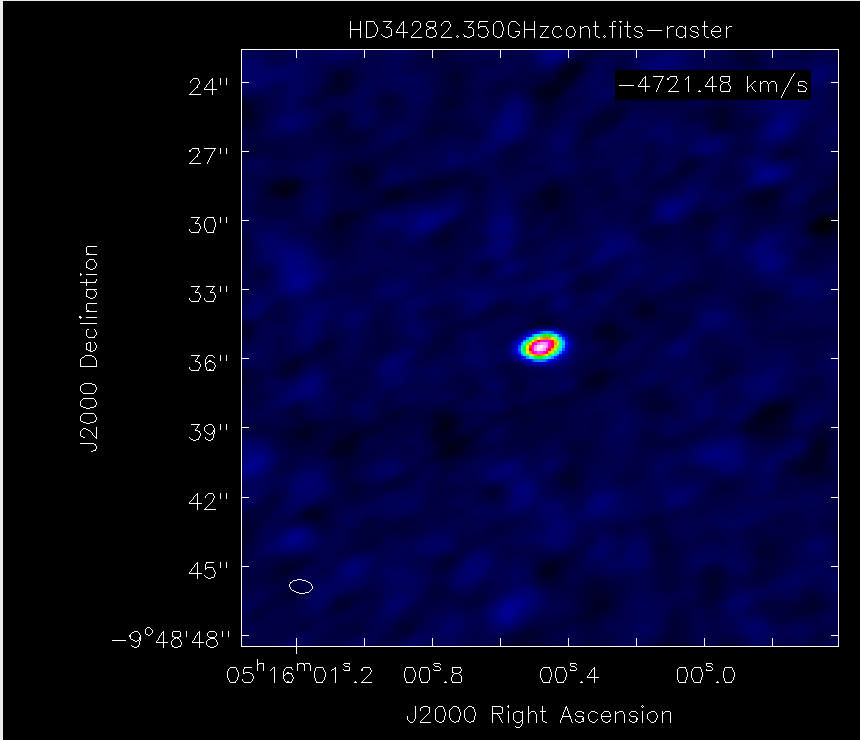 HD34282.350GHzcont.fits-raster
-4721.48 km/s
24"
27"
30"
33"
36"
39"
42"
45"
-9°48'48"
J2000 Declination
05ʰ16ᵐ01ˢ.2 00ˢ.8 00ˢ.4 00ˢ.0
J2000 Right Ascension